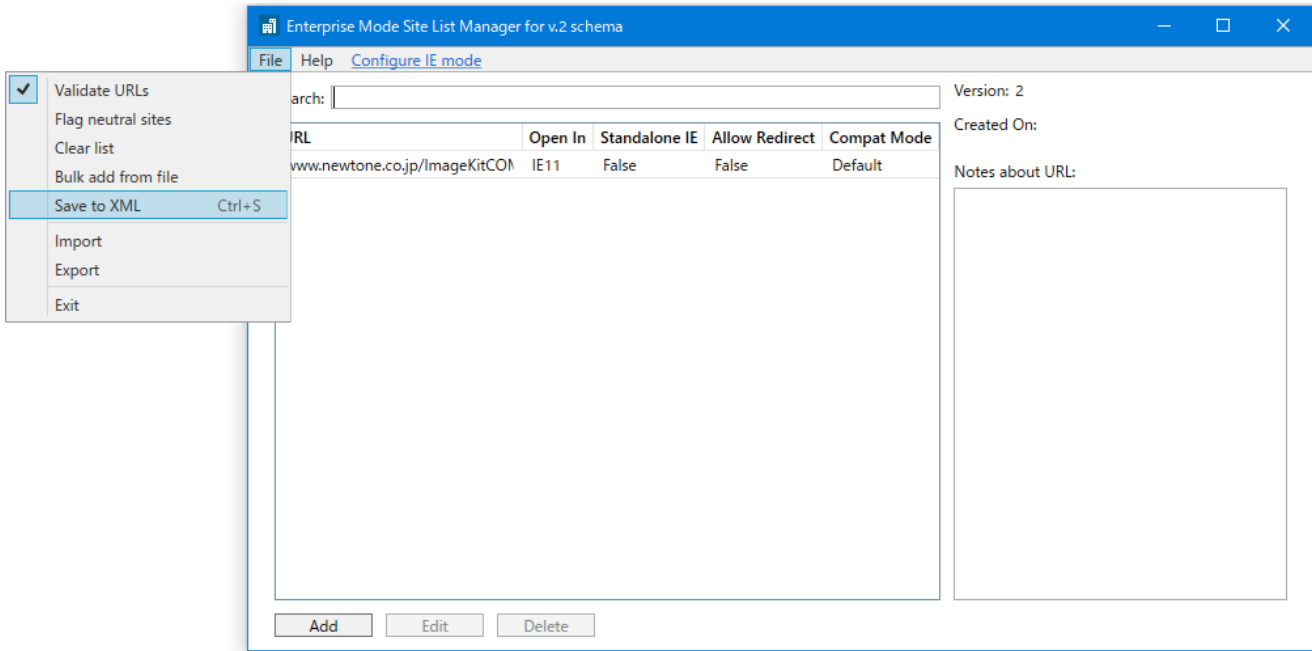 Enterprise Mode Site List Manager for v.2 schema
File Help Configure IE mode
Validate URLs
Flag neutral sites
Clear list
Bulk add from file
Save to XML Ctrl+S
Import
Export
Exit
arch:
URL Open In Standalone IE Allow Redirect Compat Mode
www.newtone.co.jp/ImageKitCOM IE11 False False Default
Version: 2
Created On:
Notes about URL:
Add Edit Delete